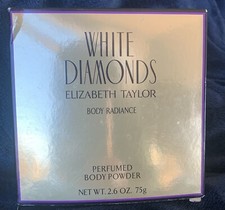 WHITE
DIAMONDS
ELIZABETH TAYLOR
BODY RADIANCE
PERFUMED
BODY POWDER
NET WT. 2.6 OZ. 75g